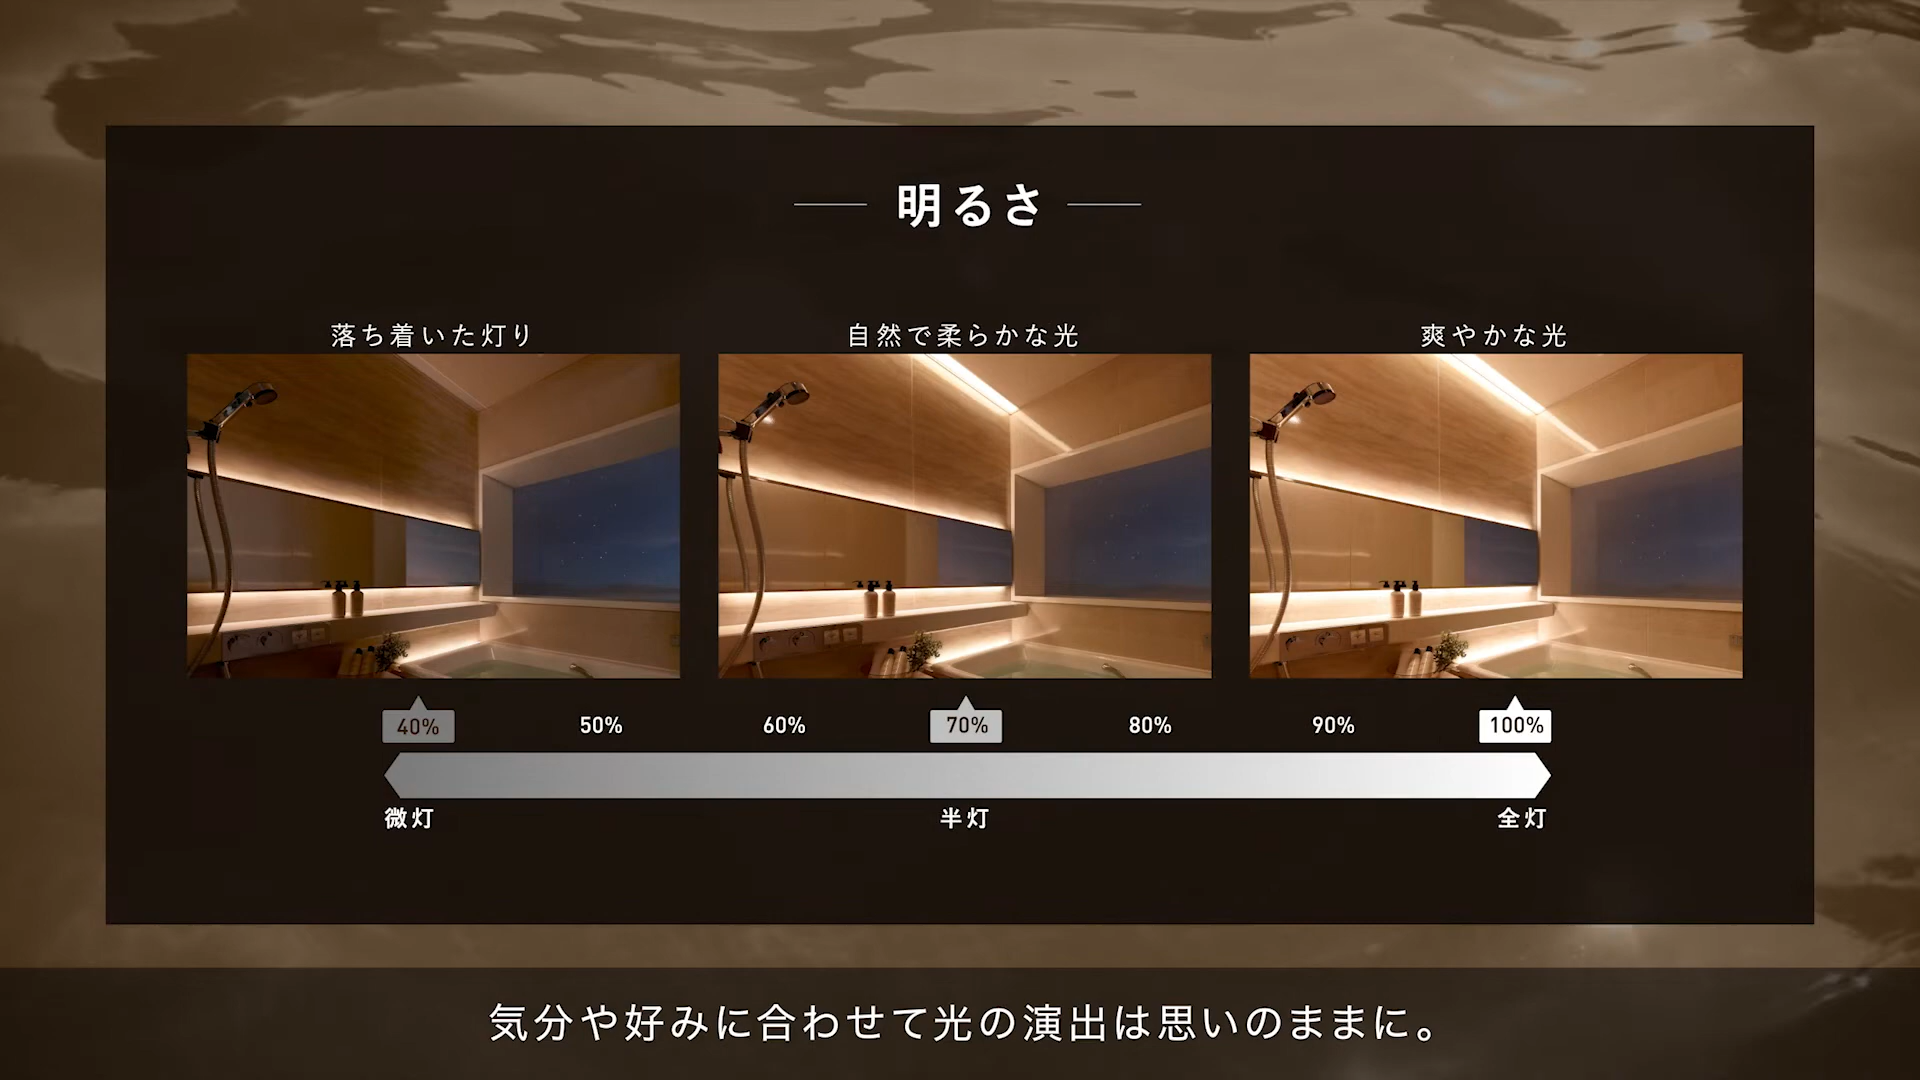 明るさ
落ち着いた灯り
自然で柔らかな光
爽やかな光
40% 50% 60% 70% 80% 90% 100%
微灯 半灯 全灯
気分や好みに合わせて光の演出は思いのままに。